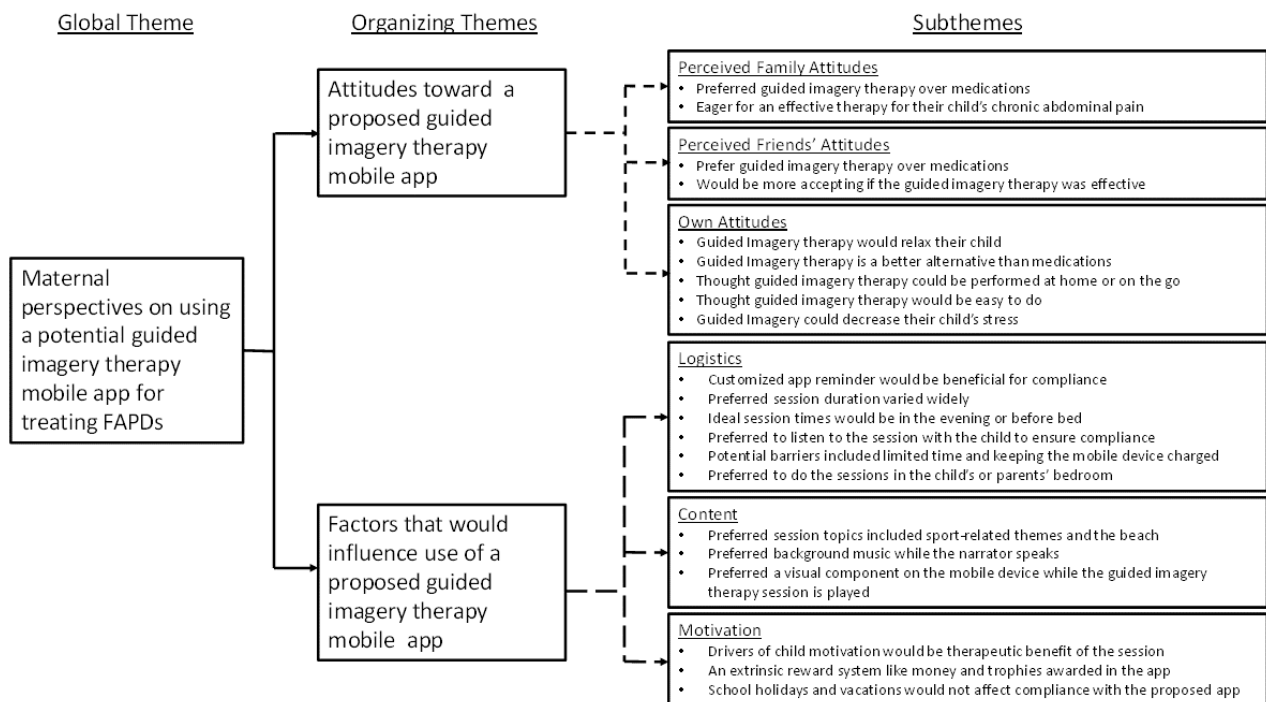 Global Theme
Organizing Themes
Subthemes
Maternal
perspectives on using
a potential guided
imagery therapy
mobile app for
treating FAPDs
Attitudes toward a
proposed guided
imagery therapy
mobile app
Factors that would
influence use of a
proposed guided
imagery therapy
mobile app
Perceived Family Attitudes
• Preferred guided imagery therapy over medications
• Eager for an effective therapy for their child's chronic abdominal pain
Perceived Friends' Attitudes
• Prefer guided imagery therapy over medications
• Would be more accepting if the guided imagery therapy was effective
Own Attitudes
• Guided Imagery therapy would relax their child
• Guided Imagery therapy is a better alternative than medications
• Thought guided imagery therapy could be performed at home or on the go
• Thought guided imagery therapy would be easy to do
• Guided Imagery could decrease their child's stress
Logistics
• Customized app reminder would be beneficial for compliance
• Preferred session duration varied widely
• Ideal session times would be in the evening or before bed
• Preferred to listen to the session with the child to ensure compliance
• Potential barriers included limited time and keeping the mobile device charged
• Preferred to do the sessions in the child's or parents' bedroom
Content
• Preferred session topics included sport-related themes and the beach
• Preferred background music while the narrator speaks
• Preferred a visual component on the mobile device while the guided imagery
therapy session is played
Motivation
• Drivers of child motivation would be therapeutic benefit of the session
• An extrinsic reward system like money and trophies awarded in the app
• School holidays and vacations would not affect compliance with the proposed app